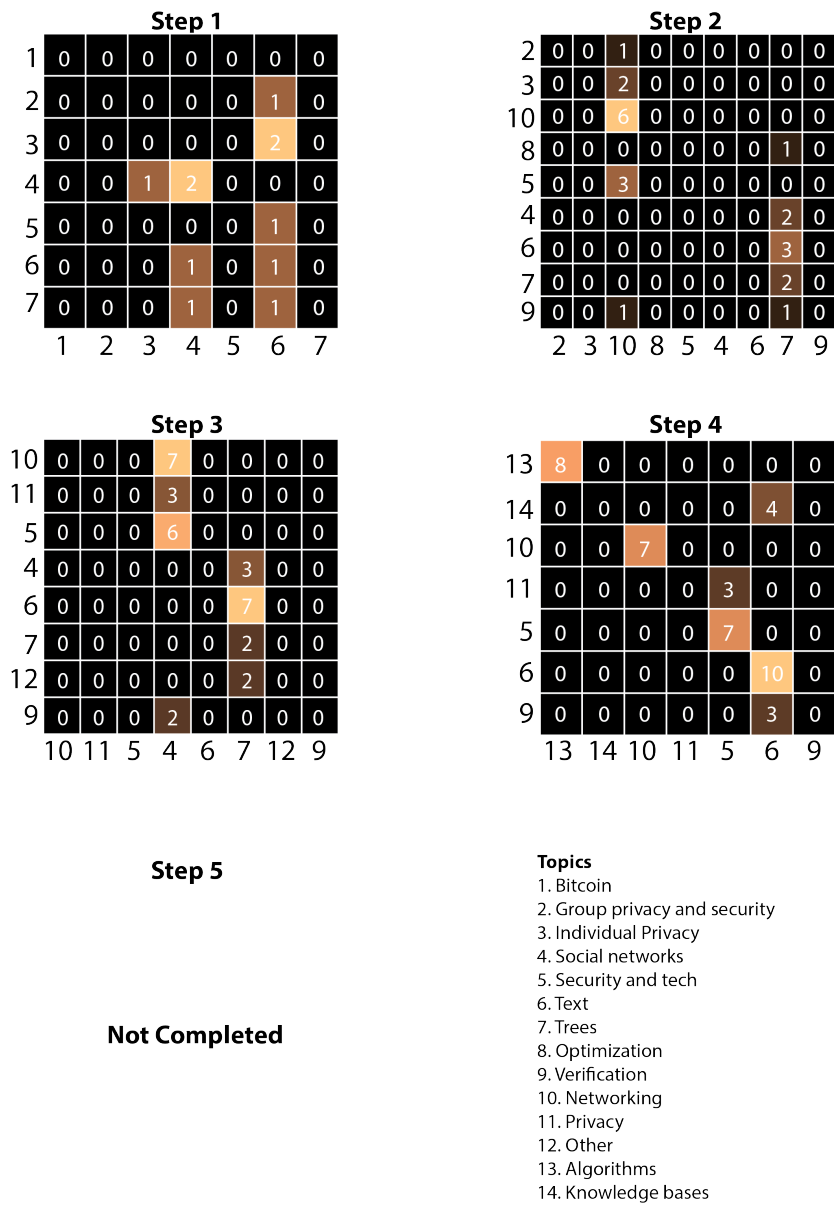 Step 1
1 0 0 0 0 0 0 0
2 0 0 0 0 0 1 0
3 0 0 0 0 0 2 0
4 0 0 1 2 0 0 0
5 0 0 0 0 0 1 0
6 0 0 0 1 0 1 0
7 0 0 0 1 0 1 0
1 2 3 4 5 6 7
Step 2
2 0 0 1 0 0 0 0 0 0
3 0 0 2 0 0 0 0 0 0
10 0 0 6 0 0 0 0 0 0
8 0 0 0 0 0 0 0 1 0
5 0 0 3 0 0 0 0 0 0
4 0 0 0 0 0 0 0 2 0
6 0 0 0 0 0 0 0 3 0
7 0 0 0 0 0 0 0 2 0
9 0 0 1 0 0 0 0 1 0
2 3 10 8 5 4 6 7 9
Step 3
10 0 0 0 7 0 0 0 0
11 0 0 0 3 0 0 0 0
5 0 0 0 6 0 0 0 0
4 0 0 0 0 0 3 0 0
6 0 0 0 0 0 7 0 0
7 0 0 0 0 0 2 0 0
12 0 0 0 0 0 2 0 0
9 0 0 0 2 0 0 0 0
10 11 5 4 6 7 12 9
Step 4
13 8 0 0 0 0 0 0
14 0 0 0 0 0 4 0
10 0 0 7 0 0 0 0
11 0 0 0 0 3 0 0
5 0 0 0 0 7 0 0
6 0 0 0 0 0 10 0
9 0 0 0 0 0 3 0
13 14 10 11 5 6 9
Step 5
Not Completed
Topics
1. Bitcoin
2. Group privacy and security
3. Individual Privacy
4. Social networks
5. Security and tech
6. Text
7. Trees
8. Optimization
9. Verification
10. Networking
11. Privacy
12. Other
13. Algorithms
14. Knowledge bases